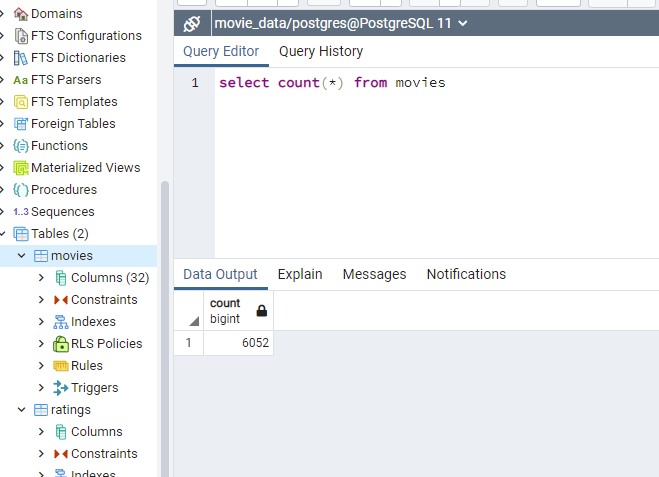 Domains
FTS Configurations
FTS Dictionaries
Aa FTS Parsers
FTS Templates
Foreign Tables
Functions
Materialized Views
Procedures
1..3 Sequences
Tables (2)
movies
Columns (32)
Constraints
Indexes
RLS Policies
Rules
Triggers
ratings
Columns
Constraints
Indexes
movie_data/postgres@PostgreSQL 11
Query Editor Query History
1 select count(*) from movies
Data Output Explain Messages Notifications
count
bigint
1 6052